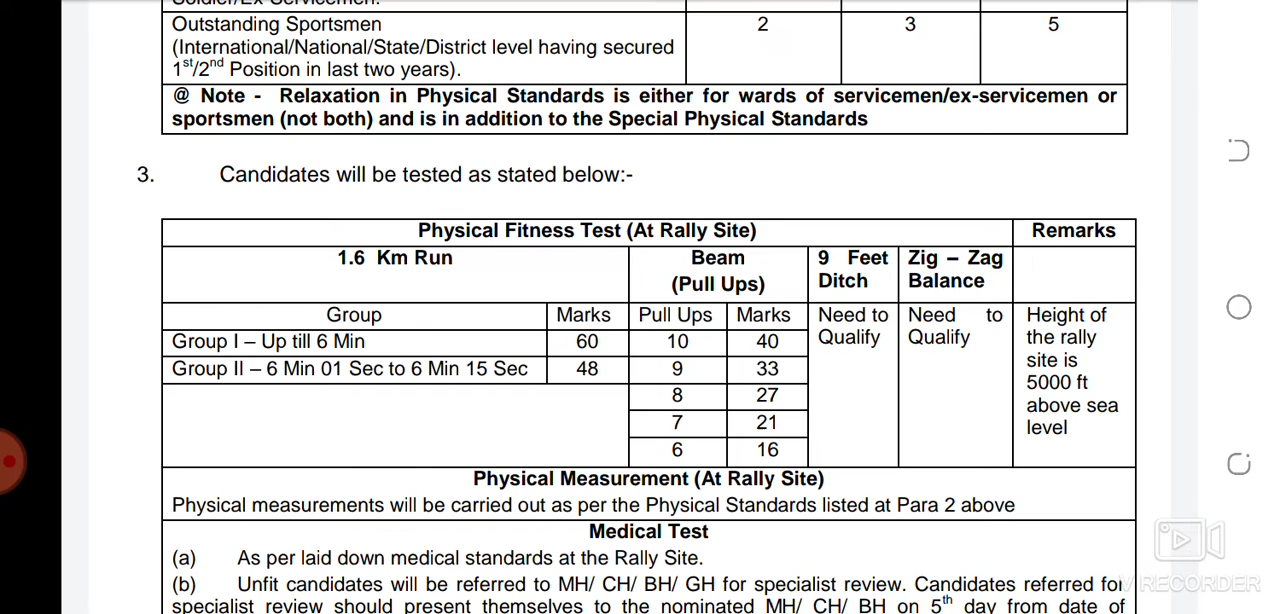 Soldier/Ex-Servicemen.
Outstanding Sportsmen 2 3 5
(International/National/State/District level having secured
1st/2nd Position in last two years).
@ Note - Relaxation in Physical Standards is either for wards of servicemen/ex-servicemen or
sportsmen (not both) and is in addition to the Special Physical Standards
3. Candidates will be tested as stated below:-
Physical Fitness Test (At Rally Site) Remarks
1.6 Km Run Beam 9 Feet Zig – Zag
(Pull Ups) Ditch Balance
Group Marks Pull Ups Marks Need to Need to Height of
Group I – Up till 6 Min 60 10 40 Qualify Qualify the rally
Group II – 6 Min 01 Sec to 6 Min 15 Sec 48 9 33 site is
8 27 5000 ft
7 21 above sea
6 16 level
Physical Measurement (At Rally Site)
Physical measurements will be carried out as per the Physical Standards listed at Para 2 above
Medical Test
(a) As per laid down medical standards at the Rally Site.
(b) Unfit candidates will be referred to MH/ CH/ BH/ GH for specialist review. Candidates referred for
specialist review should present themselves to the nominated MH/ CH/ BH on 5th day from date of
RECORDER